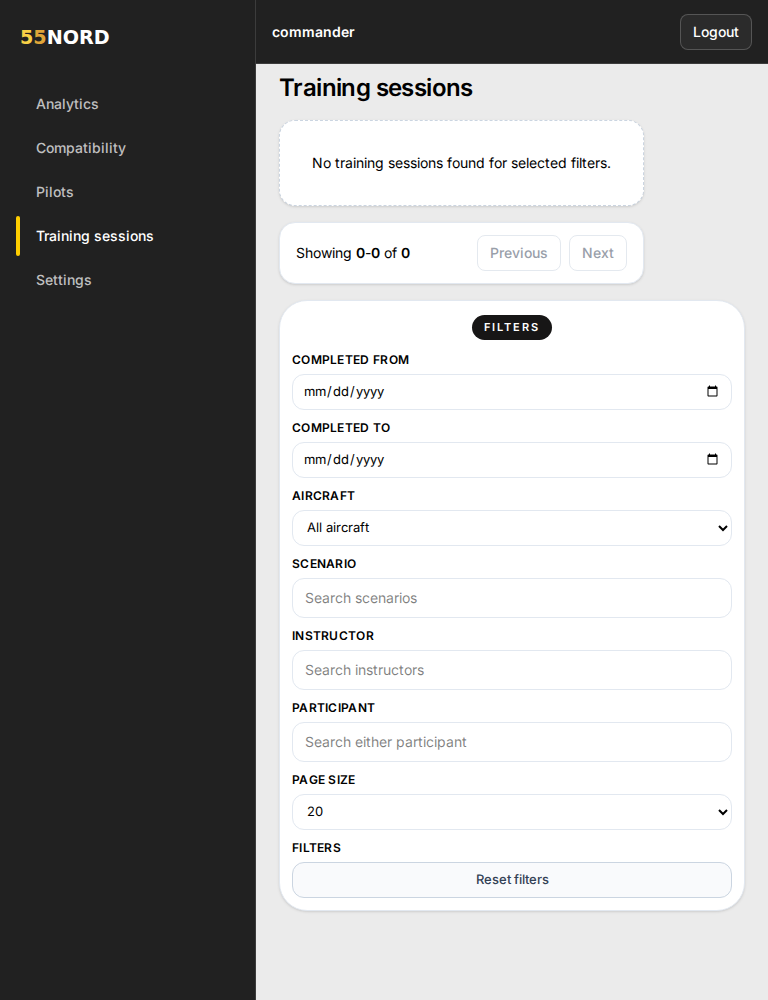 55NORD
commander
Logout
Analytics
Compatibility
Pilots
Training sessions
Settings
Training sessions
No training sessions found for selected filters.
Showing 0-0 of 0
Previous
Next
FILTERS
COMPLETED FROM
mm/dd/yyyy
COMPLETED TO
mm/dd/yyyy
AIRCRAFT
All aircraft
SCENARIO
Search scenarios
INSTRUCTOR
Search instructors
PARTICIPANT
Search either participant
PAGE SIZE
20
FILTERS
Reset filters